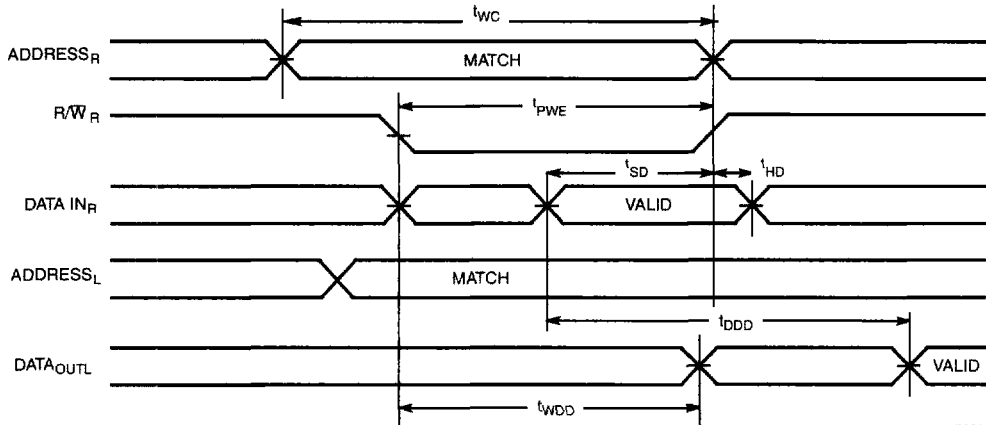 tWC
ADDRESSR MATCH
R/W̅R tPWE
tSD tHD
DATA INR VALID
ADDRESSL MATCH
tDDD
DATAOUTL VALID
tWDD